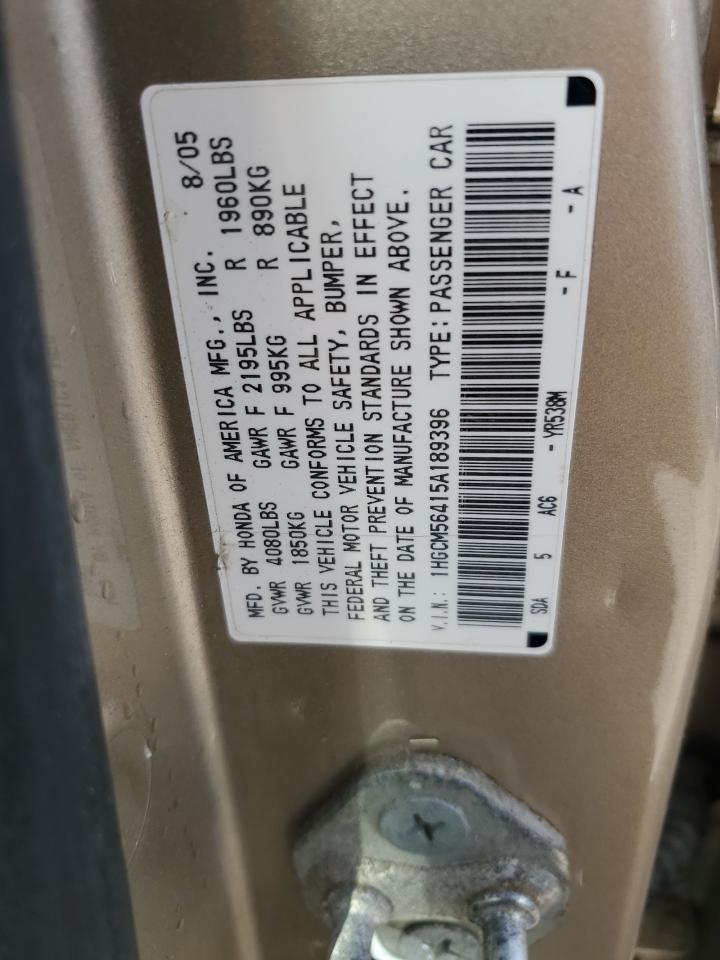 MFD. BY HONDA OF AMERICA MFG., INC. 8/05
GVWR 4080LBS GAWR F 2195LBS R 1960LBS
GVWR 1850KG GAWR F 995KG R 890KG
THIS VEHICLE CONFORMS TO ALL APPLICABLE
FEDERAL MOTOR VEHICLE SAFETY, BUMPER,
AND THEFT PREVENTION STANDARDS IN EFFECT
ON THE DATE OF MANUFACTURE SHOWN ABOVE.
V.I.N.: 1HGCM56415A189396 TYPE:PASSENGER CAR
SDA 5 AC6 - YR538M - F - A